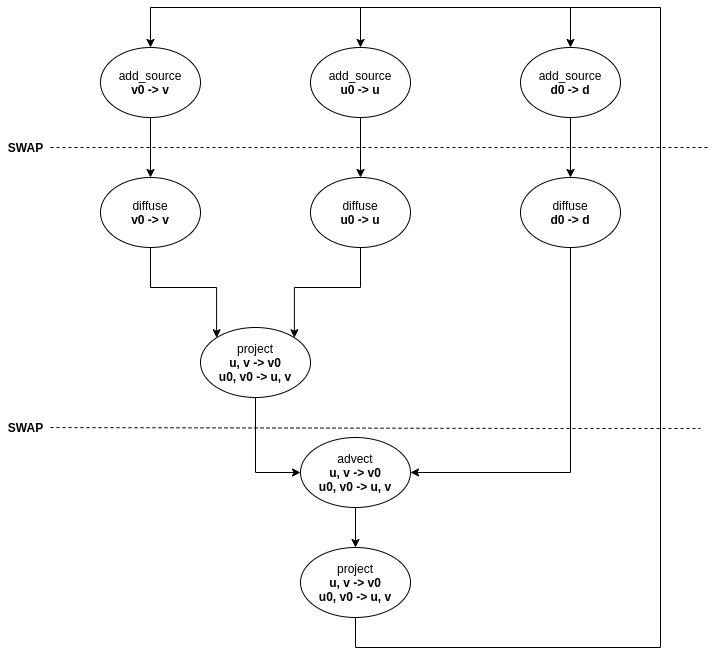 add_source
v0 -> v
add_source
u0 -> u
add_source
d0 -> d
SWAP
diffuse
v0 -> v
diffuse
u0 -> u
diffuse
d0 -> d
project
u, v -> v0
u0, v0 -> u, v
SWAP
advect
u, v -> v0
u0, v0 -> u, v
project
u, v -> v0
u0, v0 -> u, v